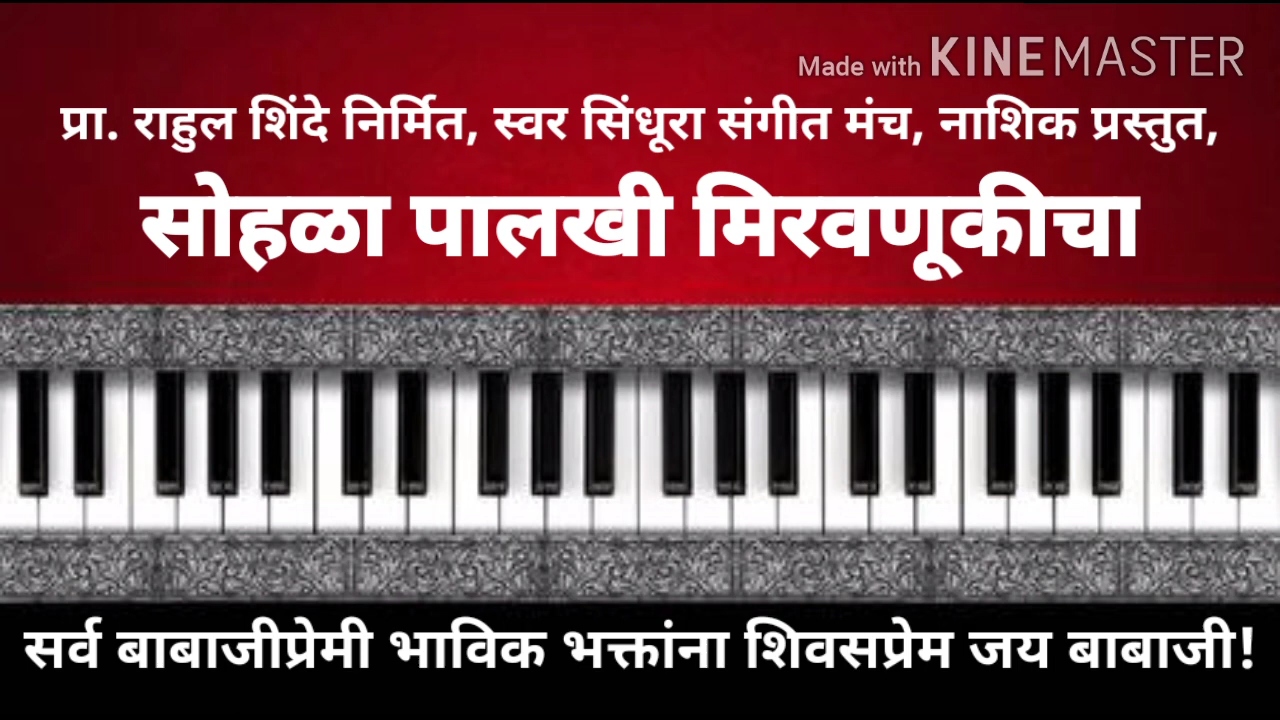 Made with KINEMASTER
प्रा. राहुल शिंदे निर्मित, स्वर सिंधूरा संगीत मंच, नाशिक प्रस्तुत,
सोहळा पालखी मिरवणूकीचा
सर्व बाबाजीप्रेमी भाविक भक्तांना शिवसप्रेम जय बाबाजी!